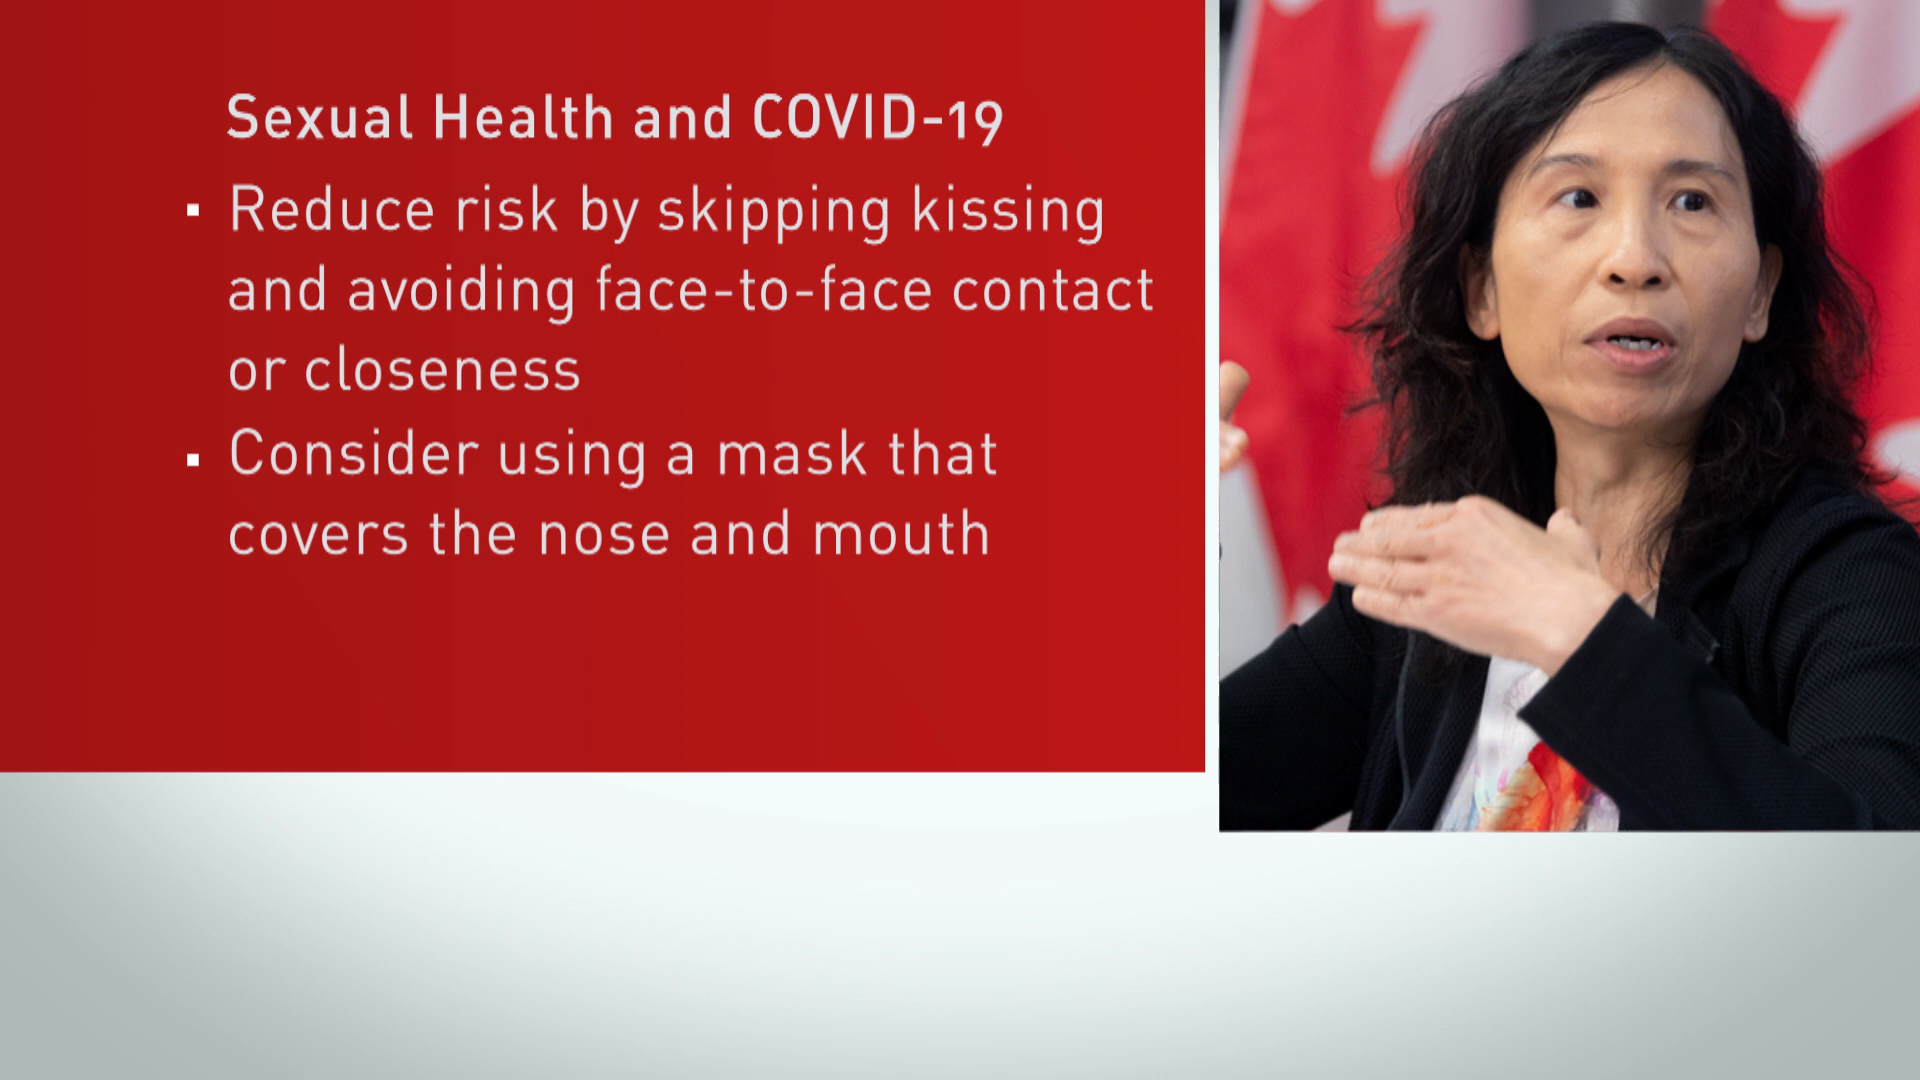 Sexual Health and COVID-19
▪ Reduce risk by skipping kissing
and avoiding face-to-face contact
or closeness
▪ Consider using a mask that
covers the nose and mouth